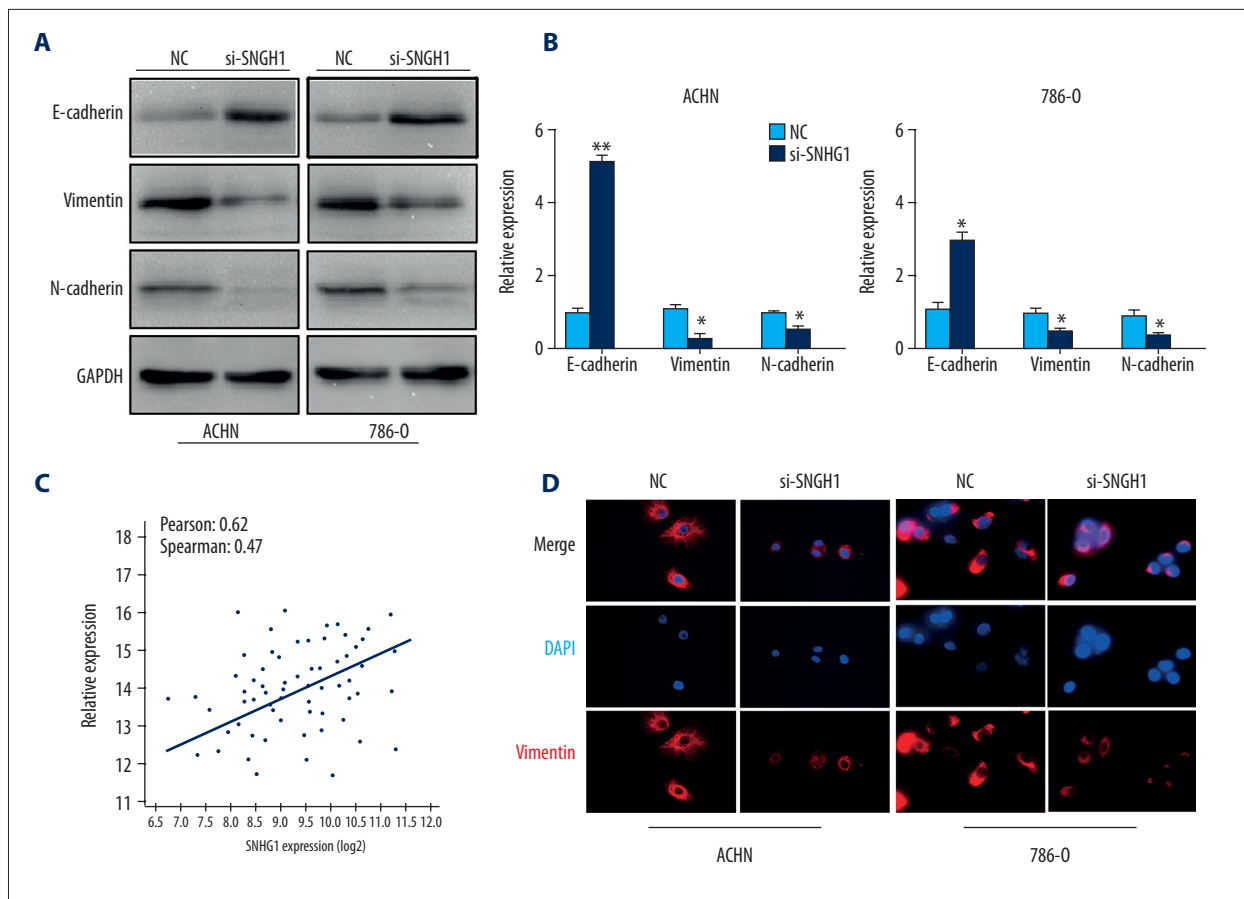 A
NC si-SNGH1 NC si-SNGH1
E-cadherin
Vimentin
N-cadherin
GAPDH
ACHN 786-O
B
ACHN
NC
si-SNHG1
Relative expression
6
4
2
0
**
*
*
E-cadherin Vimentin N-cadherin
786-O
Relative expression
6
4
2
0
*
*
*
E-cadherin Vimentin N-cadherin
C
Pearson: 0.62
Spearman: 0.47
Relative expression
18
17
16
15
14
13
12
11
6.5 7.0 7.5 8.0 8.5 9.0 9.5 10.0 10.5 11.0 11.5 12.0
SNHG1 expression (log2)
D
NC si-SNGH1 NC si-SNGH1
Merge
DAPI
Vimentin
ACHN 786-O